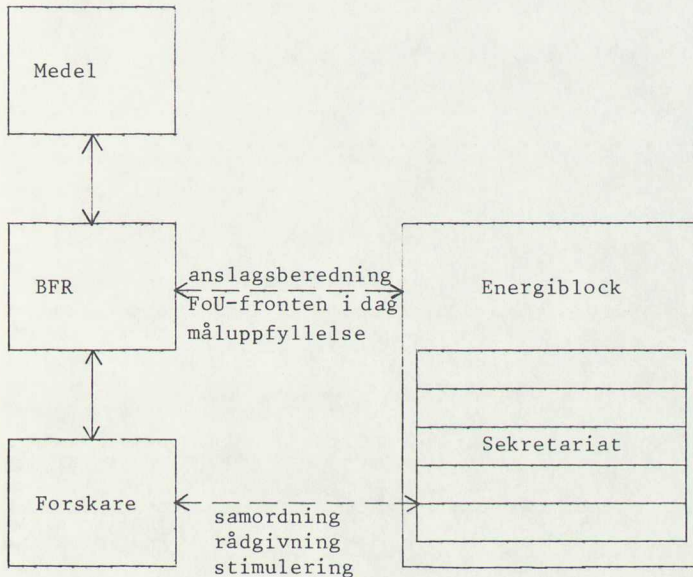 Medel
BFR
anslagsberedning
FoU-fronten i dag
måluppfyllelse
Energiblock
Sekretariat
Forskare
samordning
rådgivning
stimulering